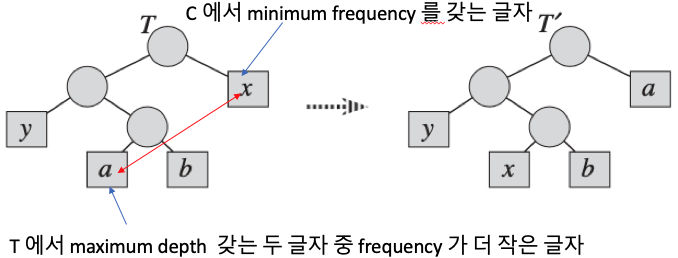 C 에서 minimum frequency 를 갖는 글자
T
T′
x
a
y
y
a
b
x
b
T 에서 maximum depth 갖는 두 글자 중 frequency 가 더 작은 글자